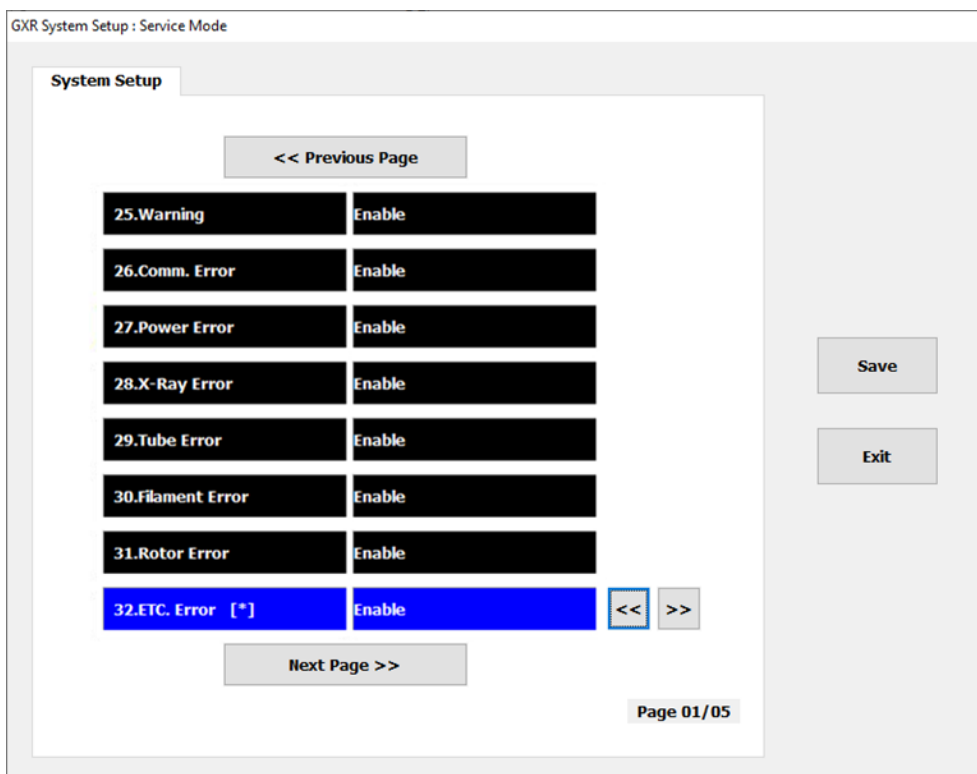 GXR System Setup : Service Mode
System Setup
<< Previous Page
25.Warning Enable
26.Comm. Error Enable
27.Power Error Enable
28.X-Ray Error Enable
29.Tube Error Enable
30.Filament Error Enable
31.Rotor Error Enable
32.ETC. Error [*] Enable << >>
Next Page >>
Page 01/05
Save
Exit